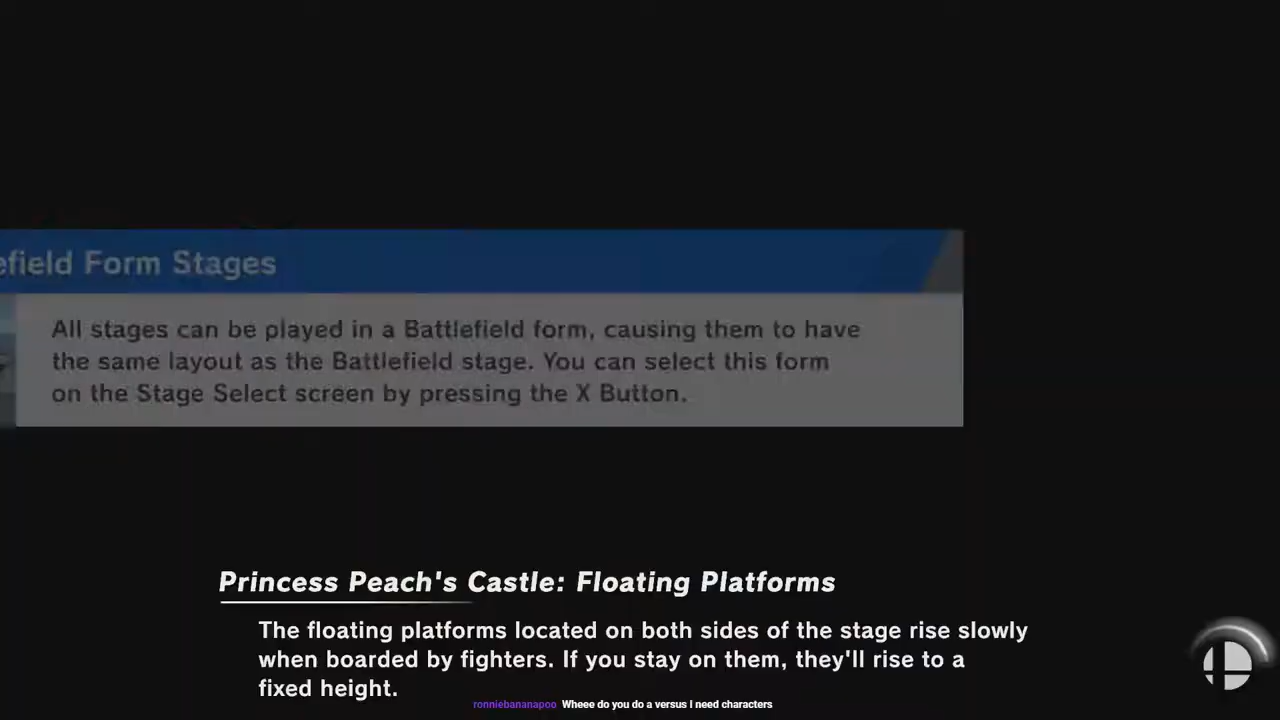 efield Form Stages
All stages can be played in a Battlefield form, causing them to have
the same layout as the Battlefield stage. You can select this form
on the Stage Select screen by pressing the X Button.
Princess Peach's Castle: Floating Platforms
The floating platforms located on both sides of the stage rise slowly
when boarded by fighters. If you stay on them, they'll rise to a
fixed height.
ronniebananapoo Wheee do you do a versus I need characters